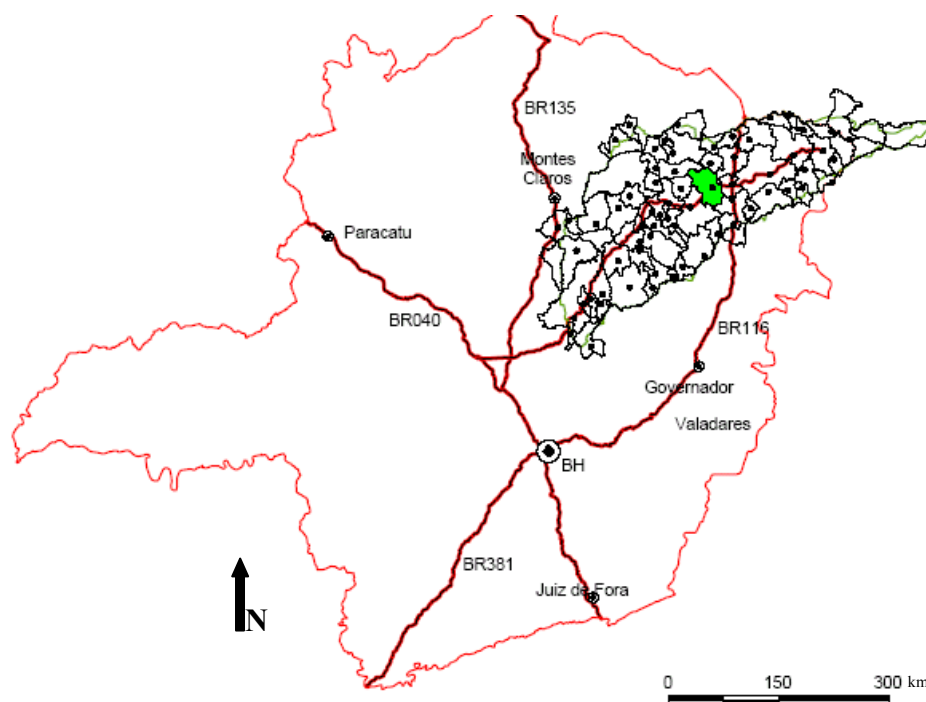 BR135
Montes
Claros
Paracatu
BR040
BR116
Governador
Valadares
BH
BR381
Juiz de Fora
N
0 150 300 km